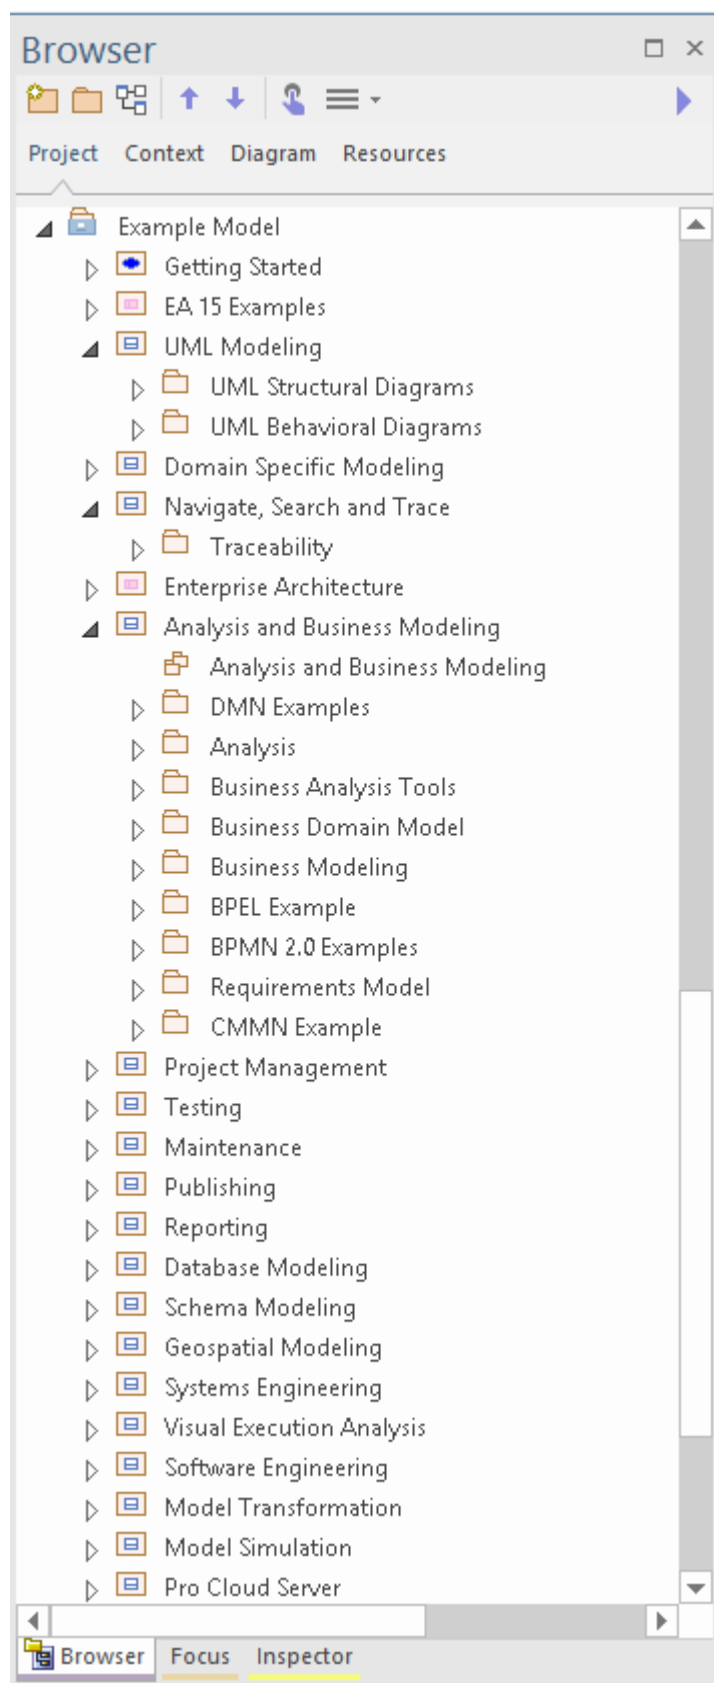 Browser
Project Context Diagram Resources
Example Model
Getting Started
EA 15 Examples
UML Modeling
UML Structural Diagrams
UML Behavioral Diagrams
Domain Specific Modeling
Navigate, Search and Trace
Traceability
Enterprise Architecture
Analysis and Business Modeling
Analysis and Business Modeling
DMN Examples
Analysis
Business Analysis Tools
Business Domain Model
Business Modeling
BPEL Example
BPMN 2.0 Examples
Requirements Model
CMMN Example
Project Management
Testing
Maintenance
Publishing
Reporting
Database Modeling
Schema Modeling
Geospatial Modeling
Systems Engineering
Visual Execution Analysis
Software Engineering
Model Transformation
Model Simulation
Pro Cloud Server
Browser Focus Inspector